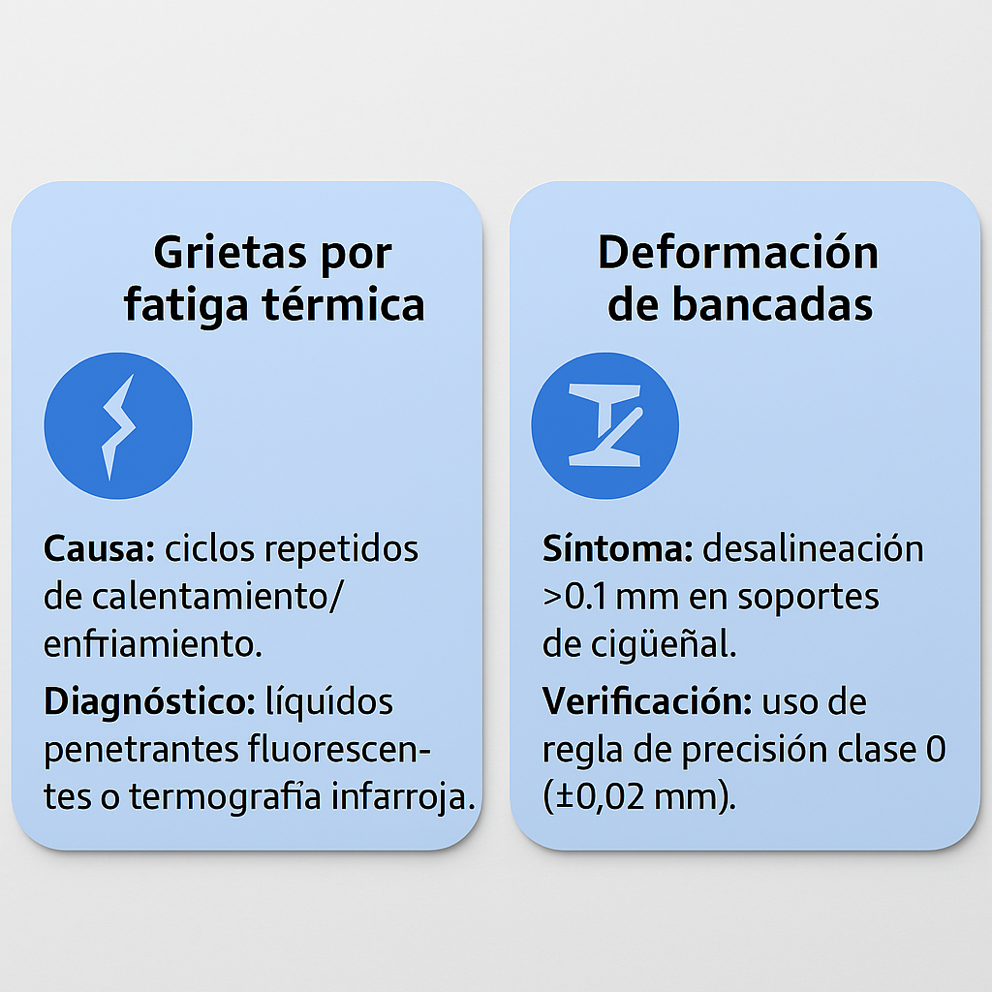 Grietas por
fatiga térmica
Causa: ciclos repetidos
de calentamiento/
enfriamiento.
Diagnóstico: líquídos
penetrantes fluorescen-
tes o termografía infarroja.
Deformación
de bancadas
Síntoma: desalineación
>0.1 mm en soportes
de cigüeñal.
Verificación: uso de
regla de precisión clase 0
(±0,02 mm).